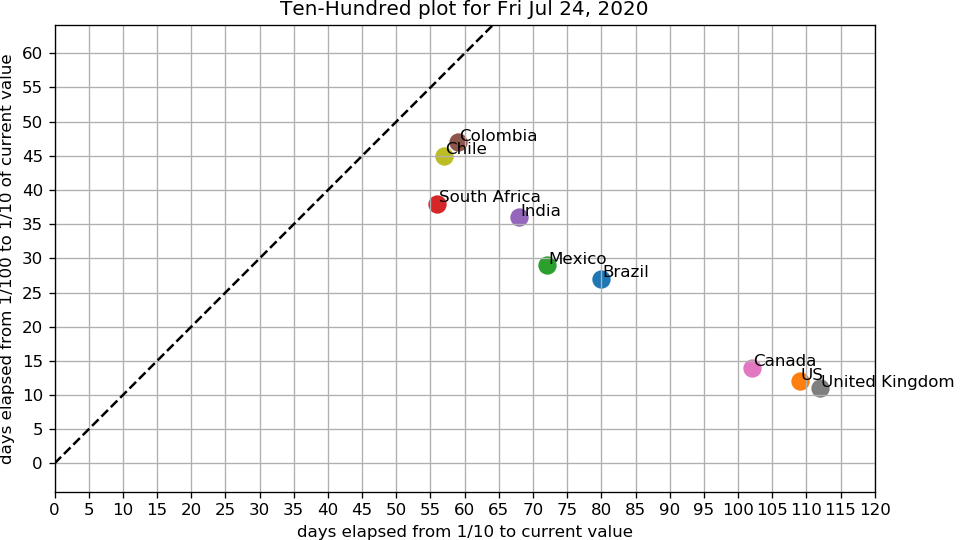 Ten-Hundred plot for Fri Jul 24, 2020
days elapsed from 1/100 to 1/10 of current value
60
55
50
45
40
35
30
25
20
15
10
5
0
Colombia
Chile
South Africa
India
Mexico
Brazil
Canada
US
United Kingdom
0 5 10 15 20 25 30 35 40 45 50 55 60 65 70 75 80 85 90 95 100 105 110 115 120
days elapsed from 1/10 to current value